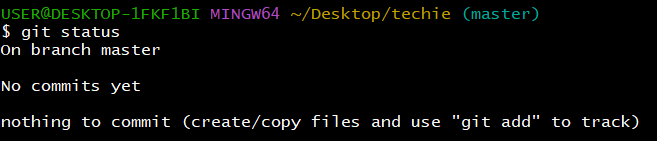 USER@DESKTOP-1FKF1BI MINGW64 ~/Desktop/techie (master)
$ git status
On branch master
No commits yet
nothing to commit (create/copy files and use "git add" to track)